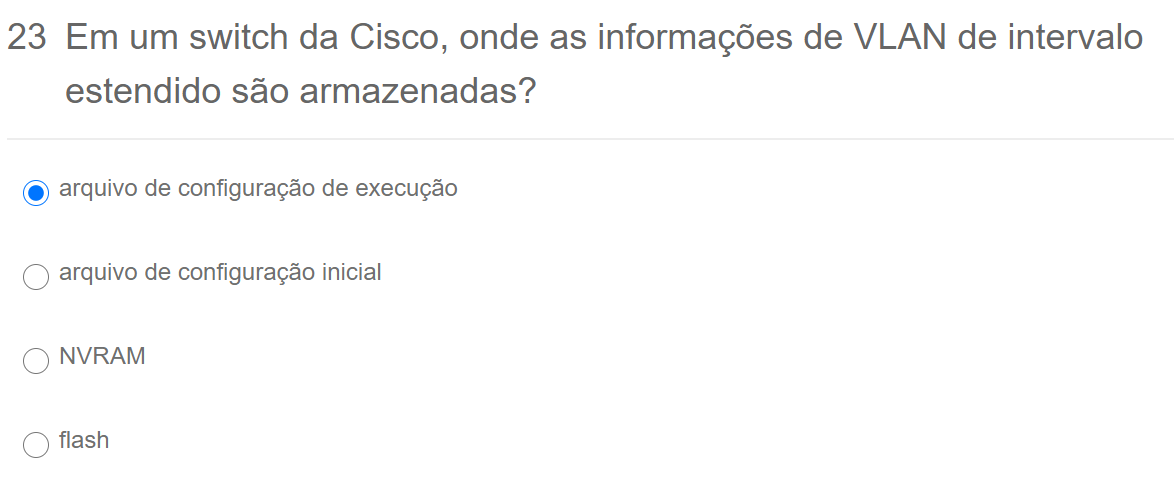 23 Em um switch da Cisco, onde as informações de VLAN de intervalo
estendido são armazenadas?
arquivo de configuração de execução
arquivo de configuração inicial
NVRAM
flash